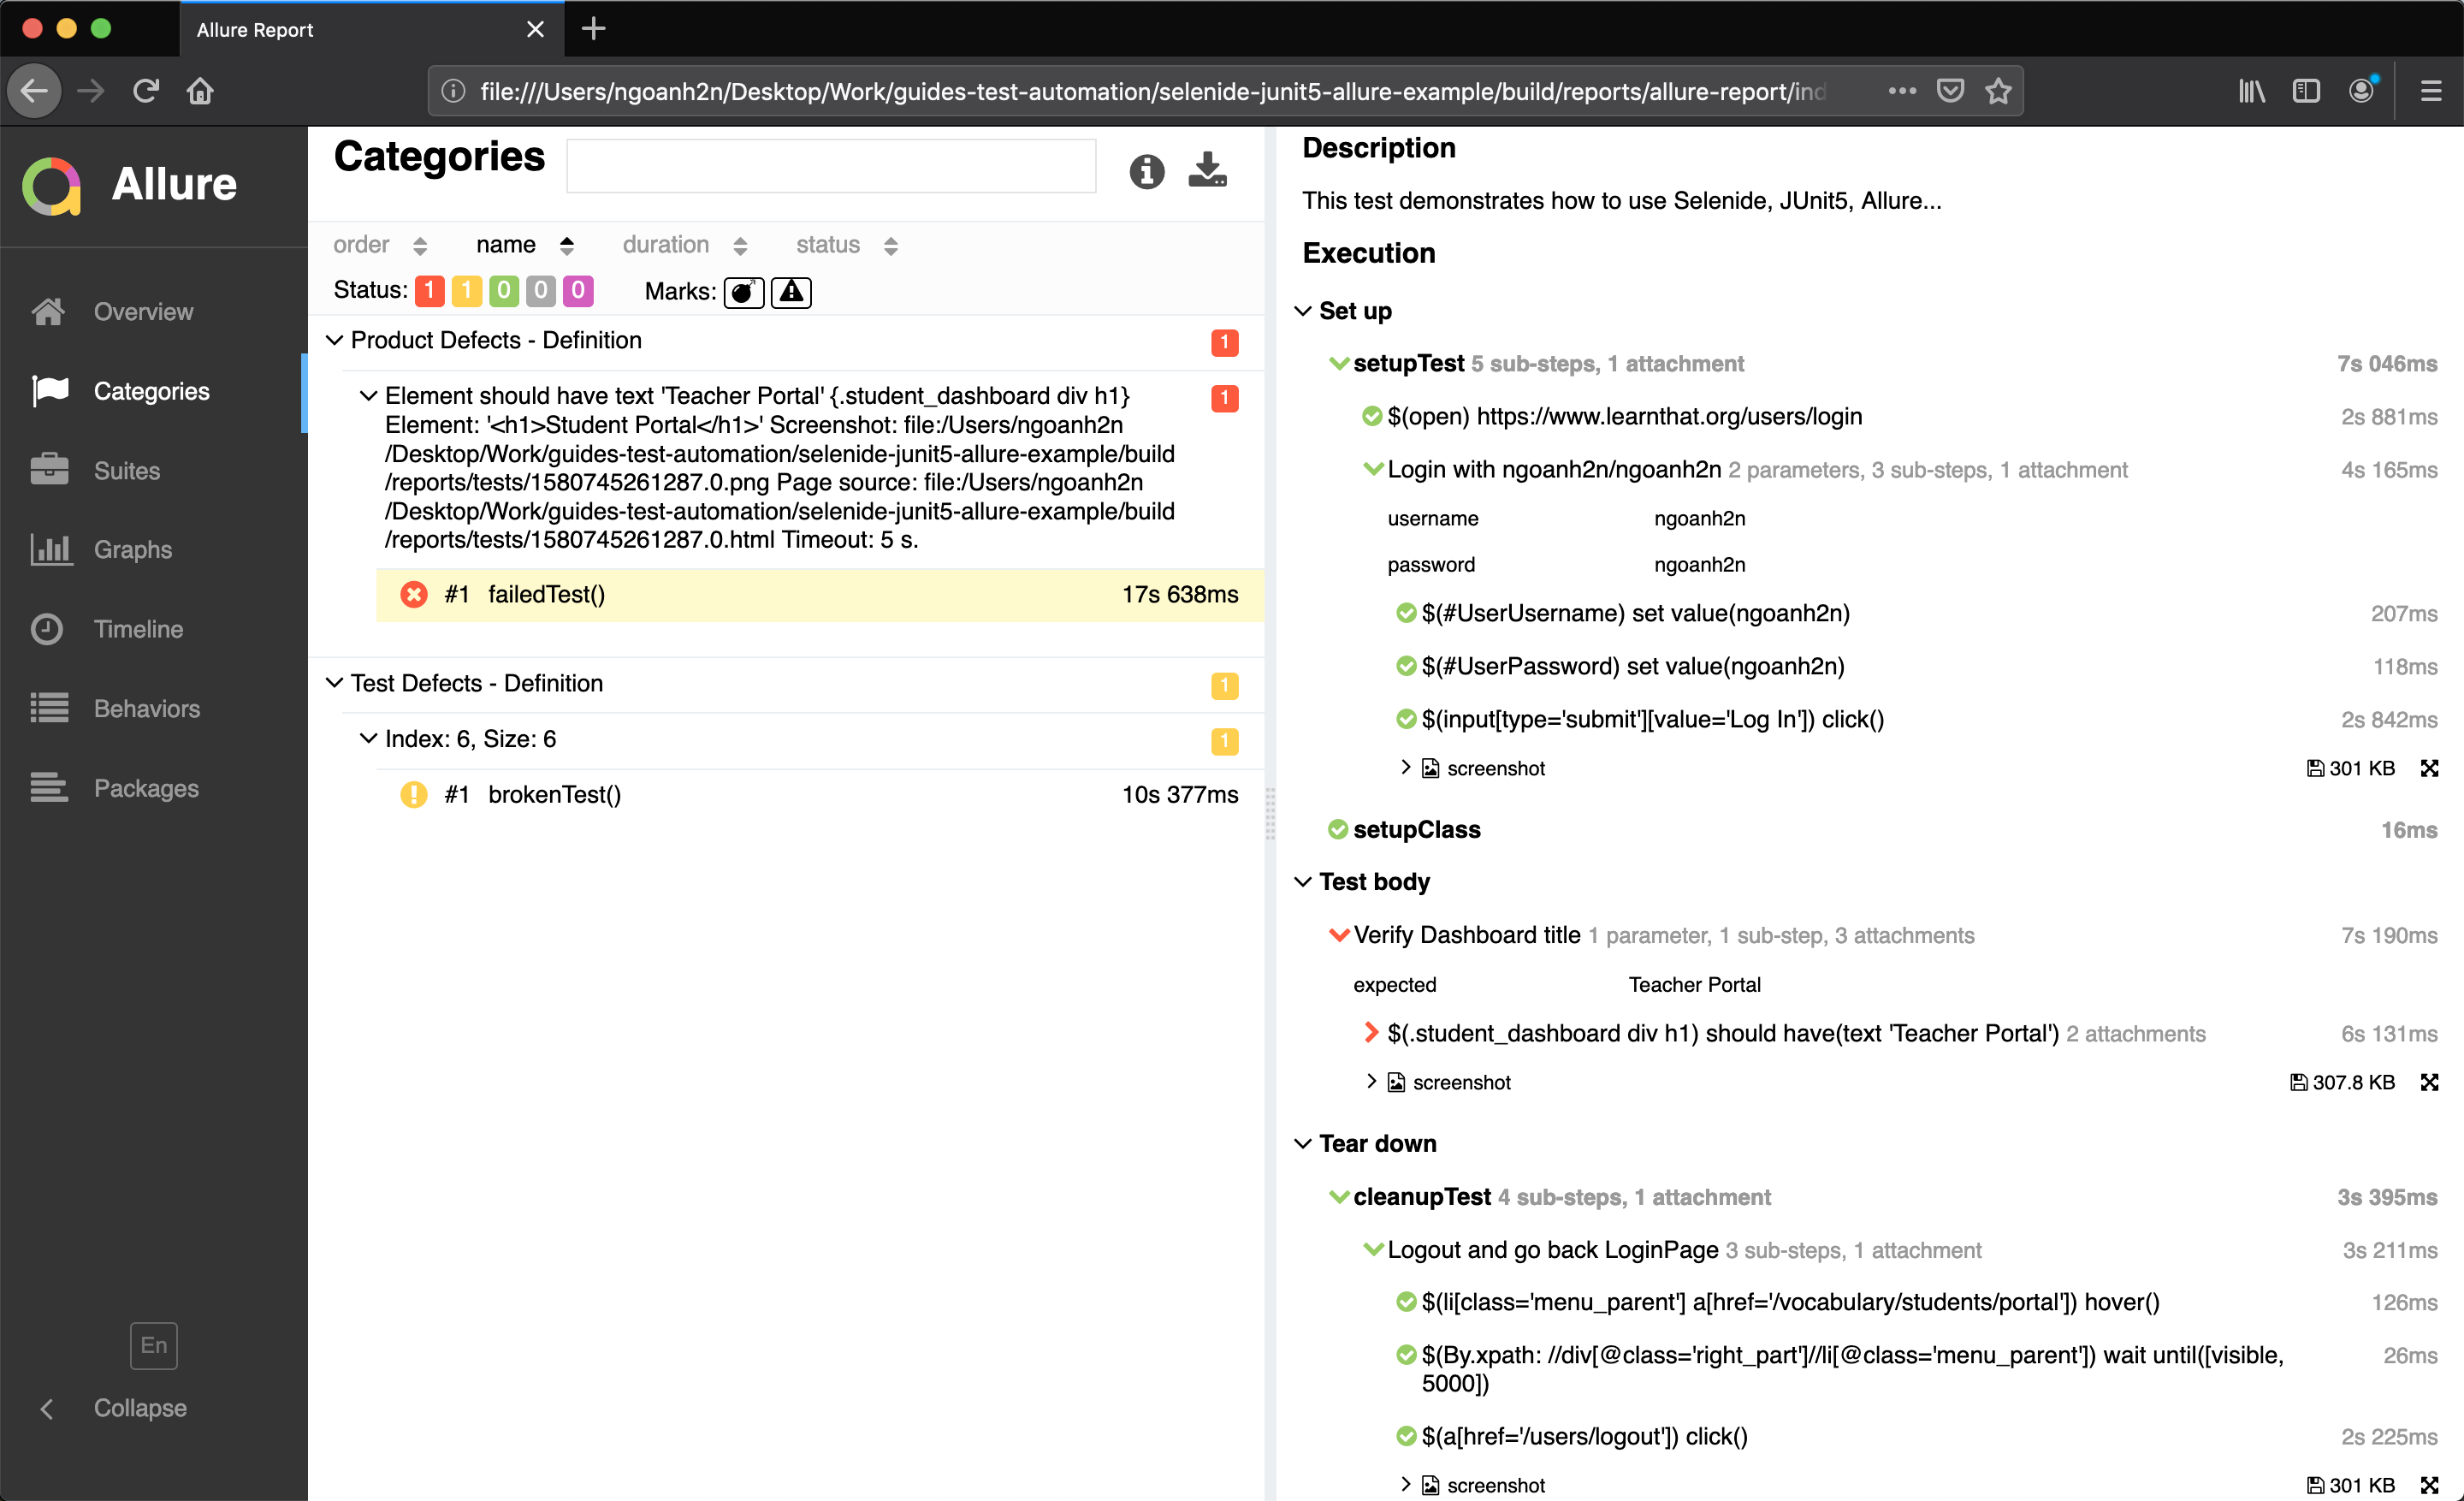 Allure Report
file:///Users/ngoanh2n/Desktop/Work/guides-test-automation/selenide-junit5-allure-example/build/reports/allure-report/ind
Allure
Overview
Categories
Suites
Graphs
Timeline
Behaviors
Packages
En
Collapse
Categories
order name duration status
Status: 1 1 0 0 0 Marks:
Product Defects - Definition 1
Element should have text 'Teacher Portal' {.student_dashboard div h1} 1
Element: '<h1>Student Portal</h1>' Screenshot: file:/Users/ngoanh2n
/Desktop/Work/guides-test-automation/selenide-junit5-allure-example/build
/reports/tests/1580745261287.0.png Page source: file:/Users/ngoanh2n
/Desktop/Work/guides-test-automation/selenide-junit5-allure-example/build
/reports/tests/1580745261287.0.html Timeout: 5 s.
#1 failedTest() 17s 638ms
Test Defects - Definition 1
Index: 6, Size: 6 1
#1 brokenTest() 10s 377ms
Description
This test demonstrates how to use Selenide, JUnit5, Allure...
Execution
Set up
setupTest 5 sub-steps, 1 attachment 7s 046ms
$(open) https://www.learnthat.org/users/login 2s 881ms
Login with ngoanh2n/ngoanh2n 2 parameters, 3 sub-steps, 1 attachment 4s 165ms
username ngoanh2n
password ngoanh2n
$(#UserUsername) set value(ngoanh2n) 207ms
$(#UserPassword) set value(ngoanh2n) 118ms
$(input[type='submit'][value='Log In']) click() 2s 842ms
screenshot 301 KB
setupClass 16ms
Test body
Verify Dashboard title 1 parameter, 1 sub-step, 3 attachments 7s 190ms
expected Teacher Portal
$(.student_dashboard div h1) should have(text 'Teacher Portal') 2 attachments 6s 131ms
screenshot 307.8 KB
Tear down
cleanupTest 4 sub-steps, 1 attachment 3s 395ms
Logout and go back LoginPage 3 sub-steps, 1 attachment 3s 211ms
$(li[class='menu_parent'] a[href='/vocabulary/students/portal']) hover() 126ms
$(By.xpath: //div[@class='right_part']//li[@class='menu_parent']) wait until([visible, 26ms
5000])
$(a[href='/users/logout']) click() 2s 225ms
screenshot 301 KB